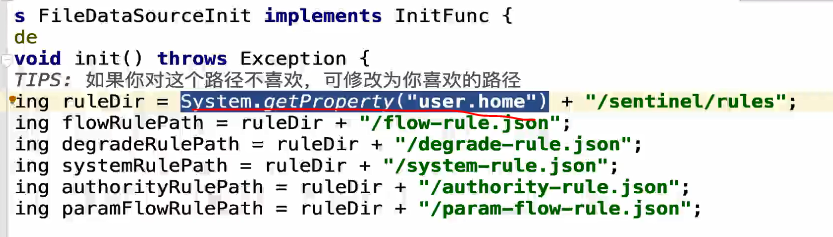 s FileDataSourceInit implements InitFunc {
de
void init() throws Exception {
TIPS: 如果你对这个路径不喜欢，可修改为你喜欢的路径
ing ruleDir = System.getProperty("user.home") + "/sentinel/rules";
ing flowRulePath = ruleDir + "/flow-rule.json";
ing degradeRulePath = ruleDir + "/degrade-rule.json";
ing systemRulePath = ruleDir + "/system-rule.json";
ing authorityRulePath = ruleDir + "/authority-rule.json";
ing paramFlowRulePath = ruleDir + "/param-flow-rule.json";